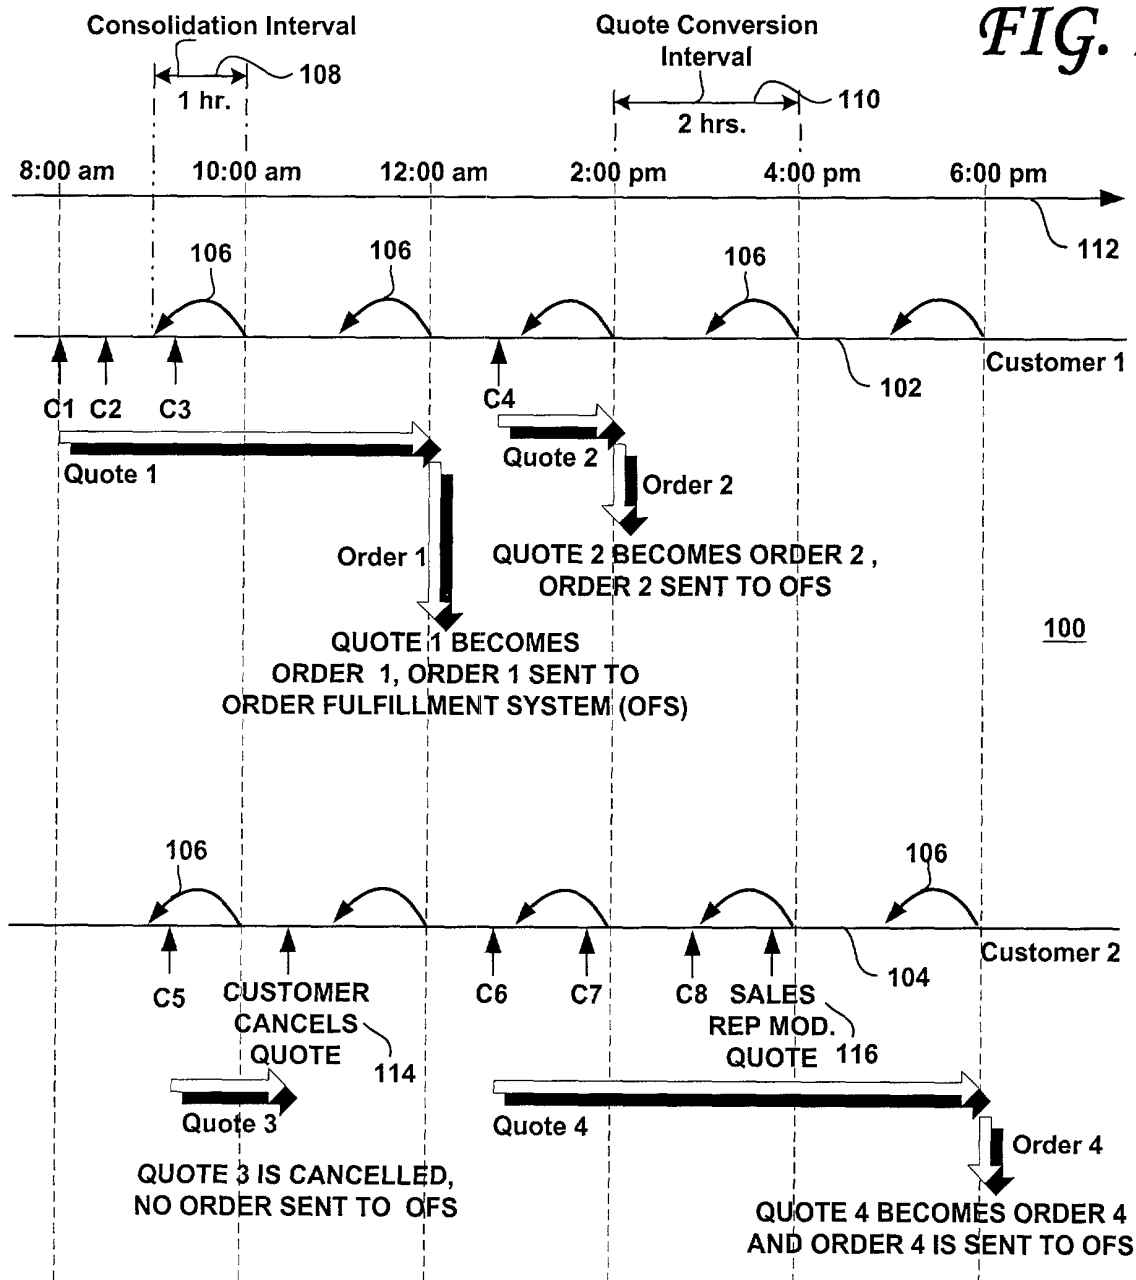 Consolidation Interval
108
1 hr.
Quote Conversion
Interval
110
2 hrs.
FIG.
8:00 am 10:00 am 12:00 am 2:00 pm 4:00 pm 6:00 pm
112
106 106 106
Customer 1
102
C1 C2 C3 C4
Quote 1
Quote 2
Order 2
Order 1
QUOTE 2 BECOMES ORDER 2 ,
ORDER 2 SENT TO OFS
QUOTE 1 BECOMES
ORDER 1, ORDER 1 SENT TO
ORDER FULFILLMENT SYSTEM (OFS)
100
106 106
Customer 2
104
C5 C6 C7 C8
CUSTOMER
CANCELS
QUOTE
114
SALES
REP MOD.
QUOTE
116
Quote 3
Quote 4
Order 4
QUOTE 3 IS CANCELLED,
NO ORDER SENT TO OFS
QUOTE 4 BECOMES ORDER 4
AND ORDER 4 IS SENT TO OFS